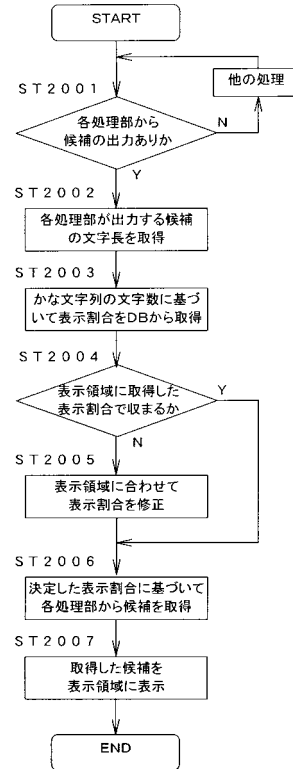 START
ST2001
他の処理
各処理部から
候補の出力ありか
N
Y
ST2002
各処理部が出力する候補
の文字長を取得
ST2003
かな文字列の文字数に基づ
いて表示割合をDBから取得
ST2004
表示領域に取得した
表示割合で収まるか
Y
N
ST2005
表示領域に合わせて
表示割合を修正
ST2006
決定した表示割合に基づいて
各処理部から候補を取得
ST2007
取得した候補を
表示領域に表示
END